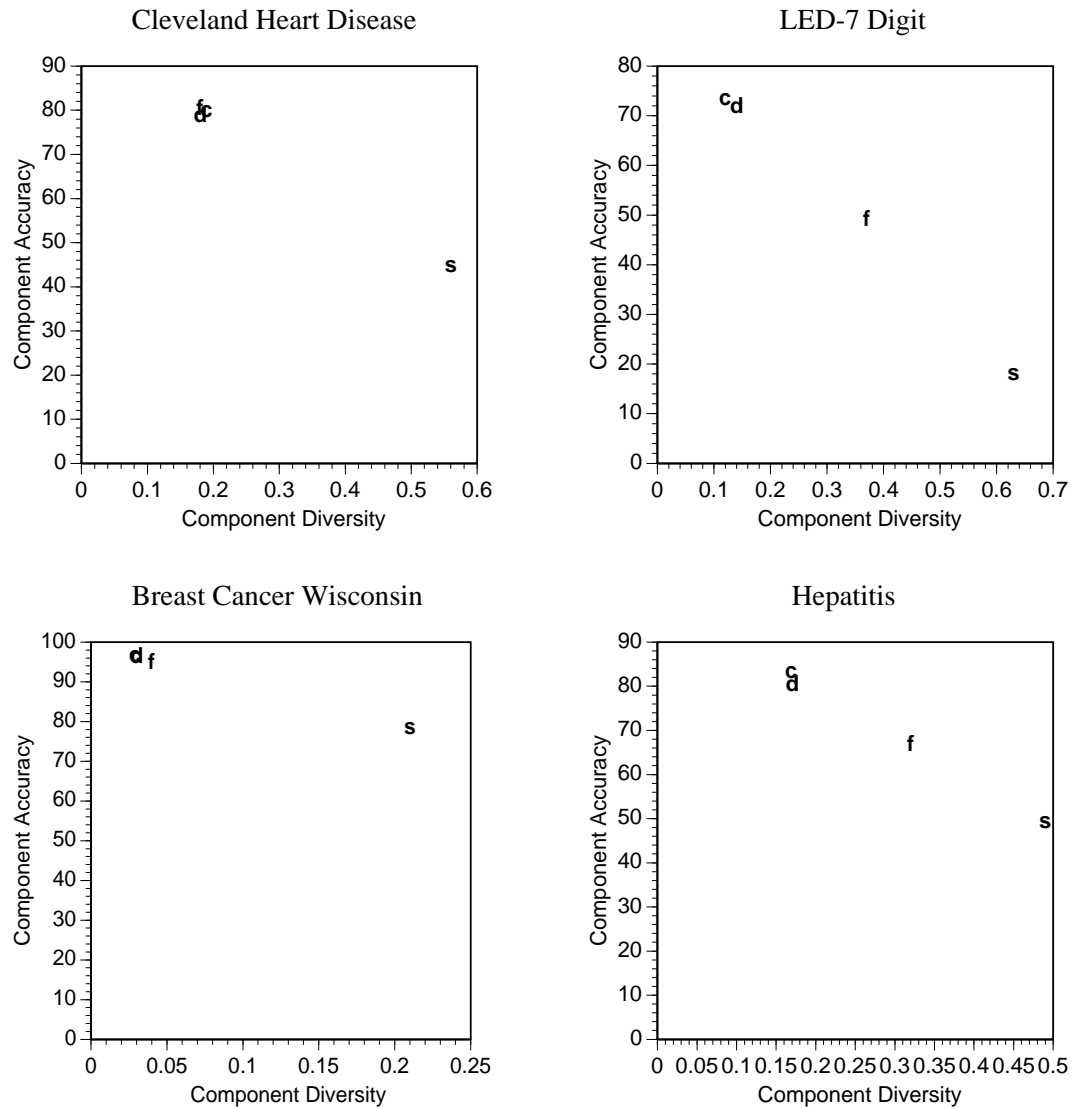 Cleveland Heart Disease
90
80
70
60
50
40
30
20
10
0
Component Accuracy
f
c
d
s
0 0.1 0.2 0.3 0.4 0.5 0.6
Component Diversity
LED-7 Digit
80
70
60
50
40
30
20
10
0
Component Accuracy
c
d
f
s
0 0.1 0.2 0.3 0.4 0.5 0.6 0.7
Component Diversity
Breast Cancer Wisconsin
100
90
80
70
60
50
40
30
20
10
0
Component Accuracy
d
f
s
0 0.05 0.1 0.15 0.2 0.25
Component Diversity
Hepatitis
90
80
70
60
50
40
30
20
10
0
Component Accuracy
c
d
f
s
0 0.05 0.1 0.15 0.2 0.25 0.3 0.35 0.4 0.45 0.5
Component Diversity